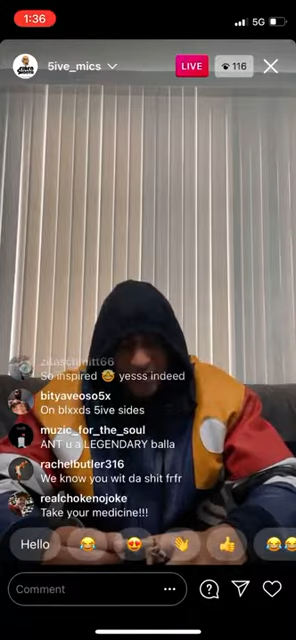 1:36
5G
5ive_mics
LIVE
116
zitaschmitt66
So inspired 🤩 yesss indeed
bityaveoso5x
On blxxds 5ive sides
muzic_for_the_soul
ANT u a LEGENDARY balla
rachelbutler316
We know you wit da shit frfr
realchokenojoke
Take your medicine!!!
Hello 😂 😍 👋 👍 😂😂
Comment